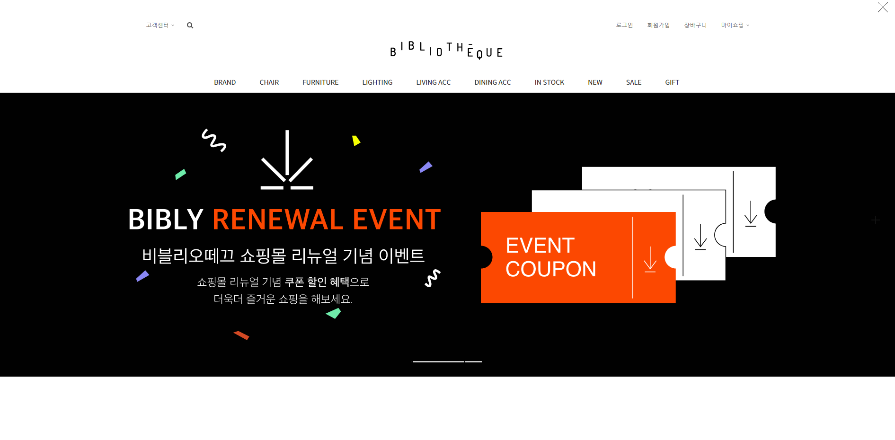 고객센터
로그인 회원가입 장바구니 마이쇼핑
BIBLIOTHÈQUE
BRAND CHAIR FURNITURE LIGHTING LIVING ACC DINING ACC IN STOCK NEW SALE GIFT
BIBLY RENEWAL EVENT
비블리오떼끄 쇼핑몰 리뉴얼 기념 이벤트
쇼핑몰 리뉴얼 기념 쿠폰 할인 혜택으로
더욱더 즐거운 쇼핑을 해보세요.
EVENT
COUPON